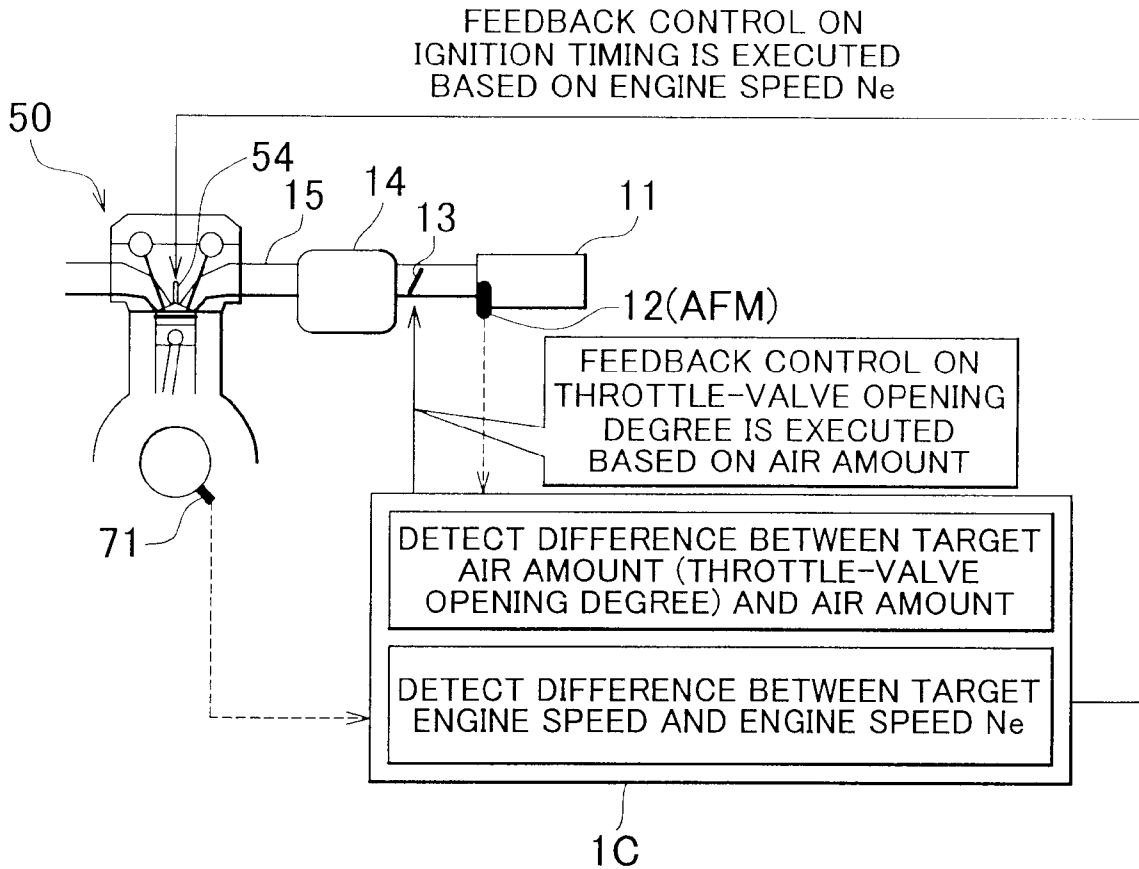 FEEDBACK CONTROL ON
IGNITION TIMING IS EXECUTED
BASED ON ENGINE SPEED Ne
50
54
15
14
13
11
12(AFM)
FEEDBACK CONTROL ON
THROTTLE-VALVE OPENING
DEGREE IS EXECUTED
BASED ON AIR AMOUNT
71
DETECT DIFFERENCE BETWEEN TARGET
AIR AMOUNT (THROTTLE-VALVE
OPENING DEGREE) AND AIR AMOUNT
DETECT DIFFERENCE BETWEEN TARGET
ENGINE SPEED AND ENGINE SPEED Ne
1C